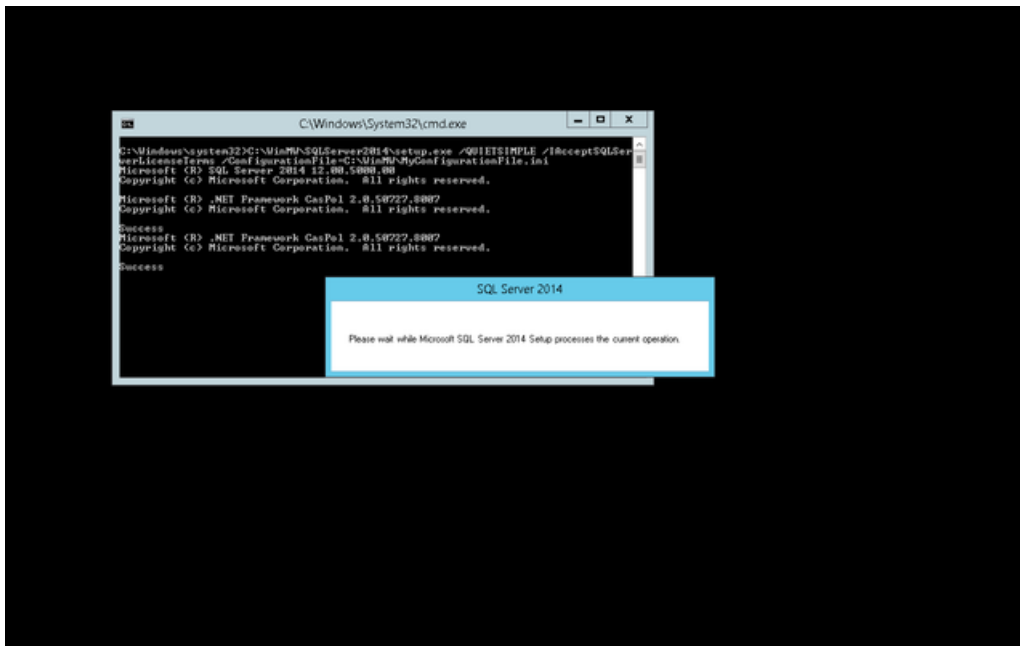 C:\Windows\System32\cmd.exe
C:\Windows\system32>C:\WinMW\SQLServer2014\setup.exe /QUIETSIMPLE /IAcceptSQLSer
verLicenseTerms /ConfigurationFile=C:\WinMW\MyConfigurationFile.ini
Microsoft (R) SQL Server 2014 12.00.5000.00
Copyright (c) Microsoft Corporation.  All rights reserved.
Microsoft (R) .NET Framework CasPol 2.0.50727.8007
Copyright (c) Microsoft Corporation.  All rights reserved.
Success
Microsoft (R) .NET Framework CasPol 2.0.50727.8007
Copyright (c) Microsoft Corporation.  All rights reserved.
Success
SQL Server 2014
Please wait while Microsoft SQL Server 2014 Setup processes the current operation.